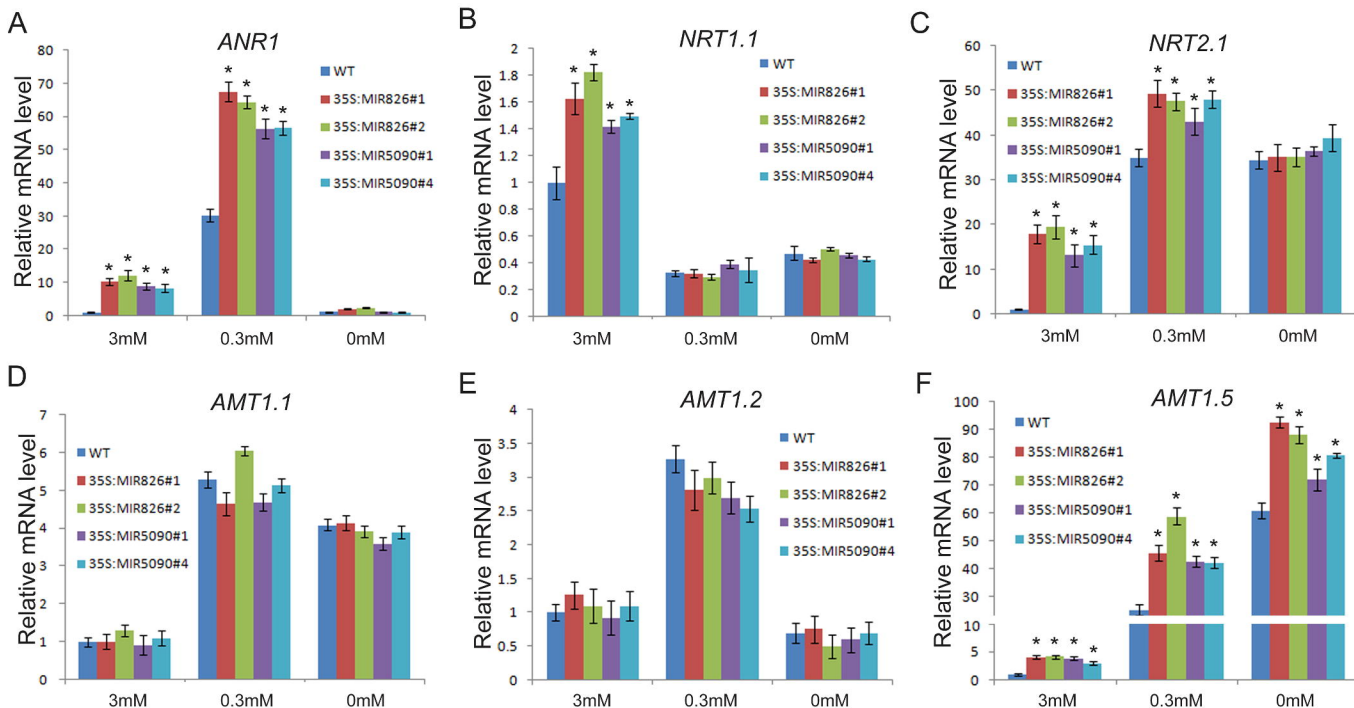 A
ANR1
Relative mRNA level
80
70
60
50
40
30
20
10
0
WT
35S:MIR826#1
35S:MIR826#2
35S:MIR5090#1
35S:MIR5090#4
* * * *
* * * *
3mM 0.3mM 0mM
B
NRT1.1
Relative mRNA level
2
1.8
1.6
1.4
1.2
1
0.8
0.6
0.4
0.2
0
WT
35S:MIR826#1
35S:MIR826#2
35S:MIR5090#1
35S:MIR5090#4
* * * *
3mM 0.3mM 0mM
C
NRT2.1
Relative mRNA level
60
50
40
30
20
10
0
WT
35S:MIR826#1
35S:MIR826#2
35S:MIR5090#1
35S:MIR5090#4
* * * *
* * * *
3mM 0.3mM 0mM
D
AMT1.1
Relative mRNA level
7
6
5
4
3
2
1
0
WT
35S:MIR826#1
35S:MIR826#2
35S:MIR5090#1
35S:MIR5090#4
3mM 0.3mM 0mM
E
AMT1.2
Relative mRNA level
4
3.5
3
2.5
2
1.5
1
0.5
0
WT
35S:MIR826#1
35S:MIR826#2
35S:MIR5090#1
35S:MIR5090#4
3mM 0.3mM 0mM
F
AMT1.5
Relative mRNA level
100
90
80
70
60
50
40
30
20
10
5
0
WT
35S:MIR826#1
35S:MIR826#2
35S:MIR5090#1
35S:MIR5090#4
* * * *
* * * *
* * * *
3mM 0.3mM 0mM